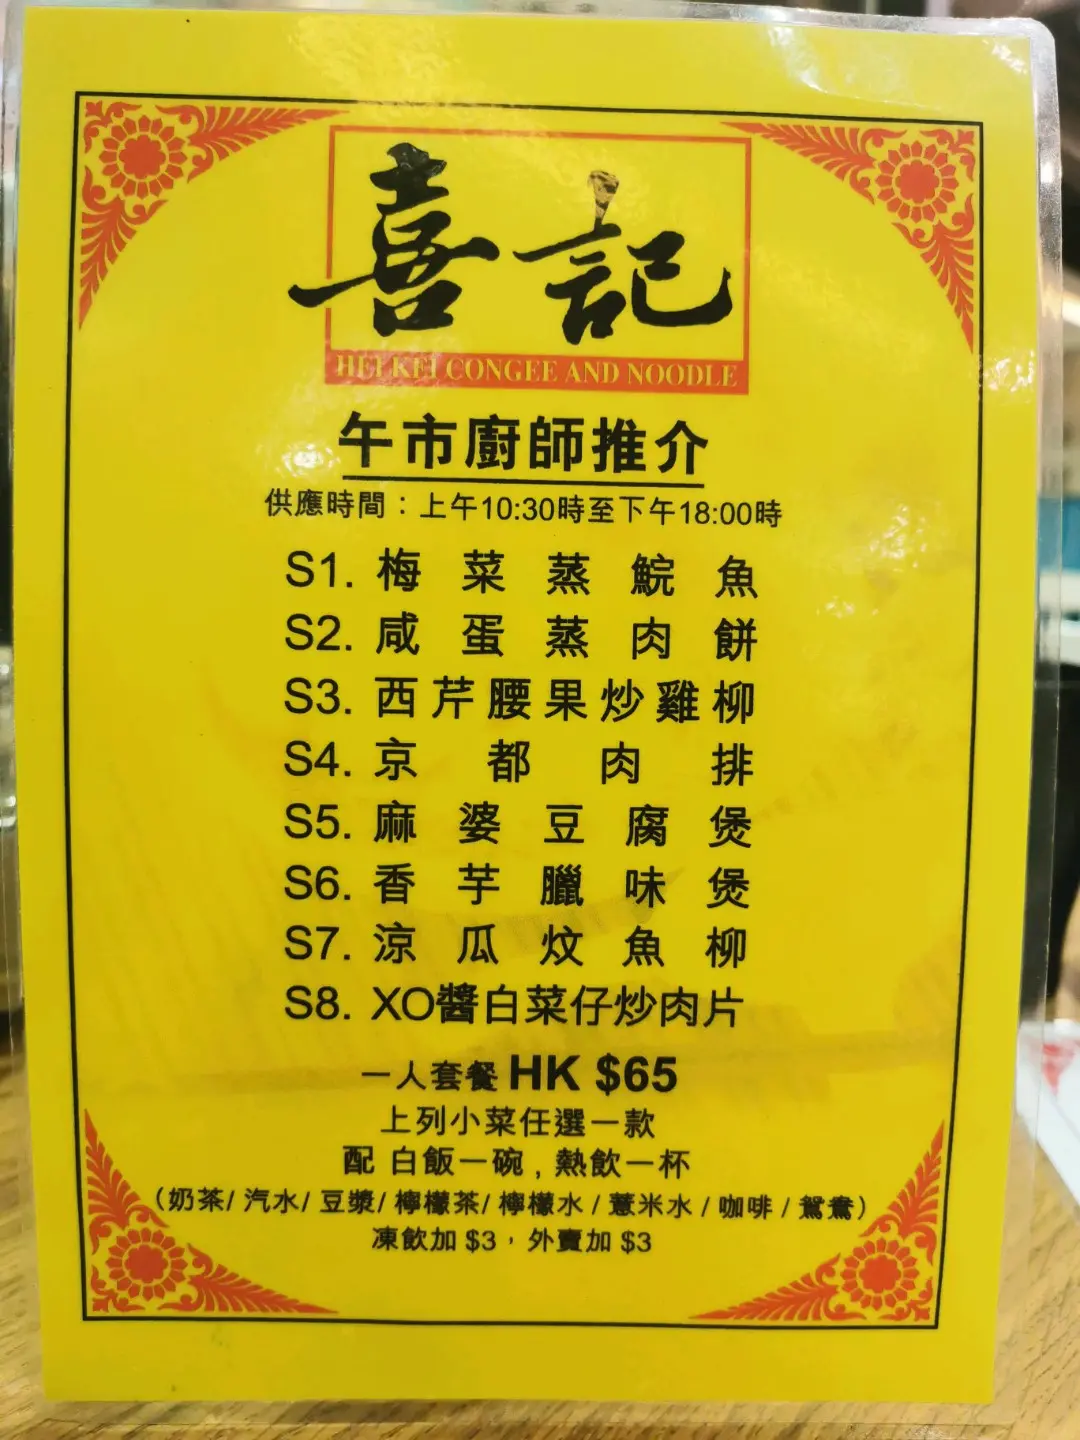 喜記
HEI KEI CONGEE AND NOODLE
午市廚師推介
供應時間：上午10:30時至下午18:00時
S1. 梅菜蒸鯇魚
S2. 咸蛋蒸肉餅
S3. 西芹腰果炒雞柳
S4. 京都肉排
S5. 麻婆豆腐煲
S6. 香芋臘味煲
S7. 涼瓜炆魚柳
S8. XO醬白菜仔炒肉片
一人套餐 HK $65
上列小菜任選一款
配 白飯一碗 , 熱飲一杯
(奶茶/ 汽水/ 豆漿/ 檸檬茶/ 檸檬水 / 薏米水 / 咖啡 / 鴛鴦)
凍飲加 $3，外賣加 $3